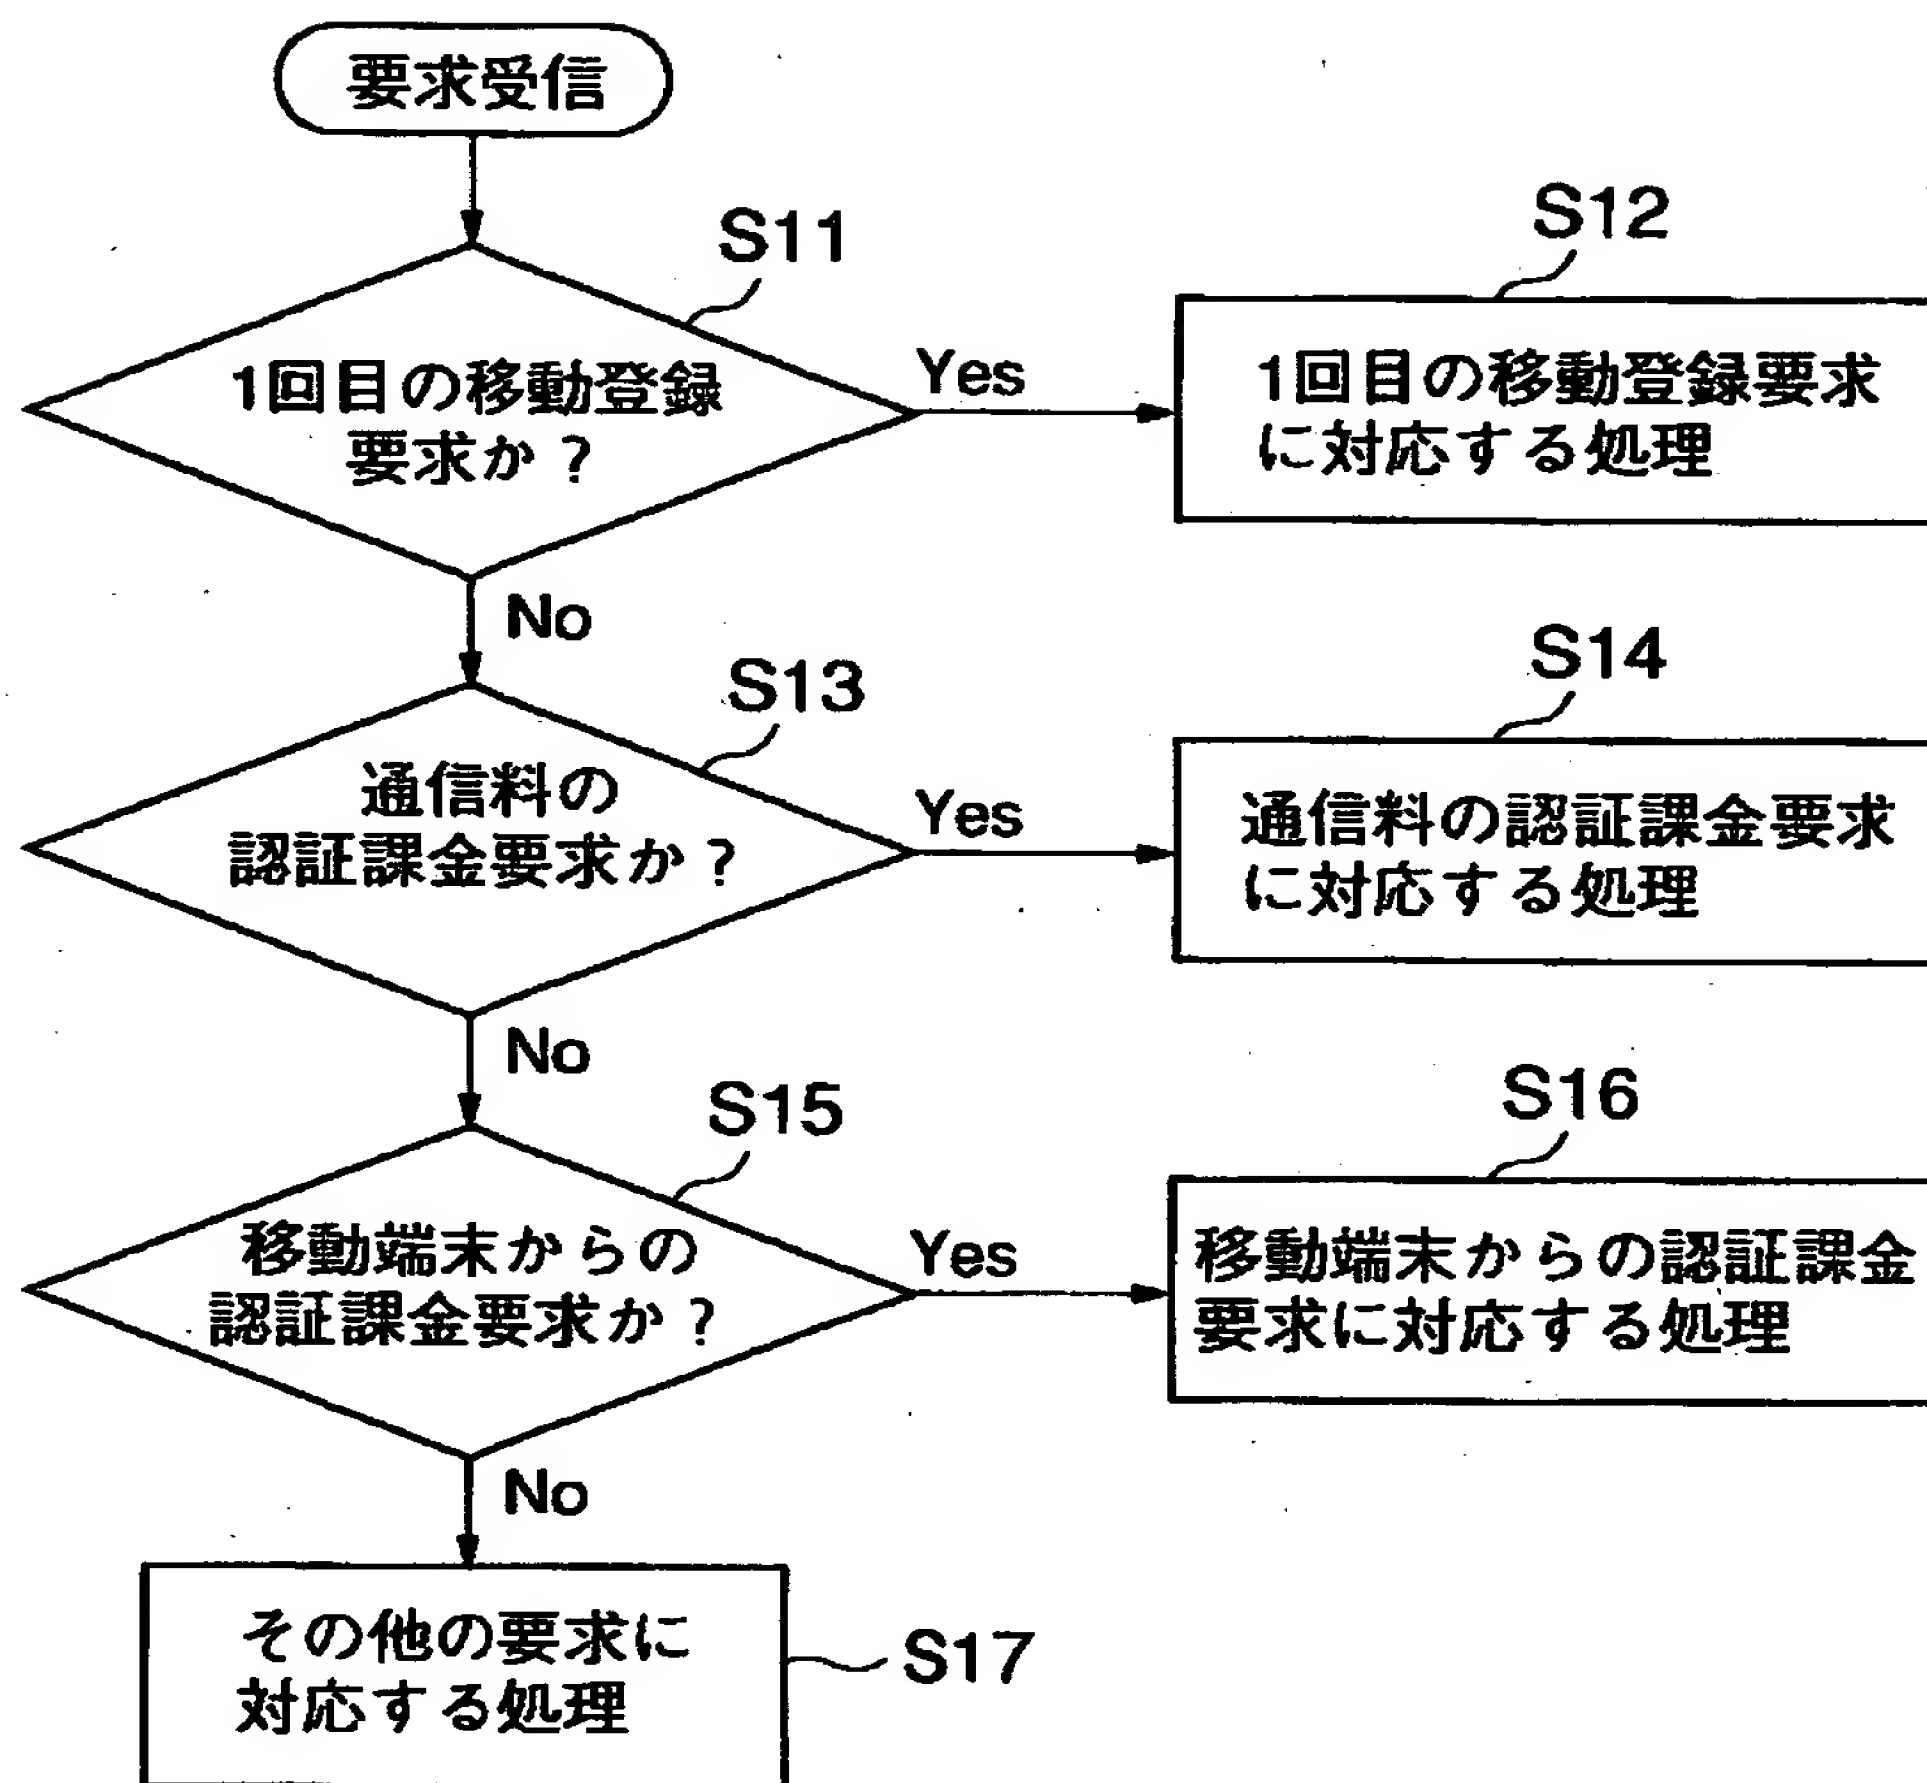 要求受信
S11
1回目の移動登録
要求か？
Yes
S12
1回目の移動登録要求
に対応する処理
No
S13
通信料の
認証課金要求か？
Yes
S14
通信料の認証課金要求
に対応する処理
No
S15
移動端末からの
認証課金要求か？
Yes
S16
移動端末からの認証課金
要求に対応する処理
No
その他の要求に
対応する処理
S17